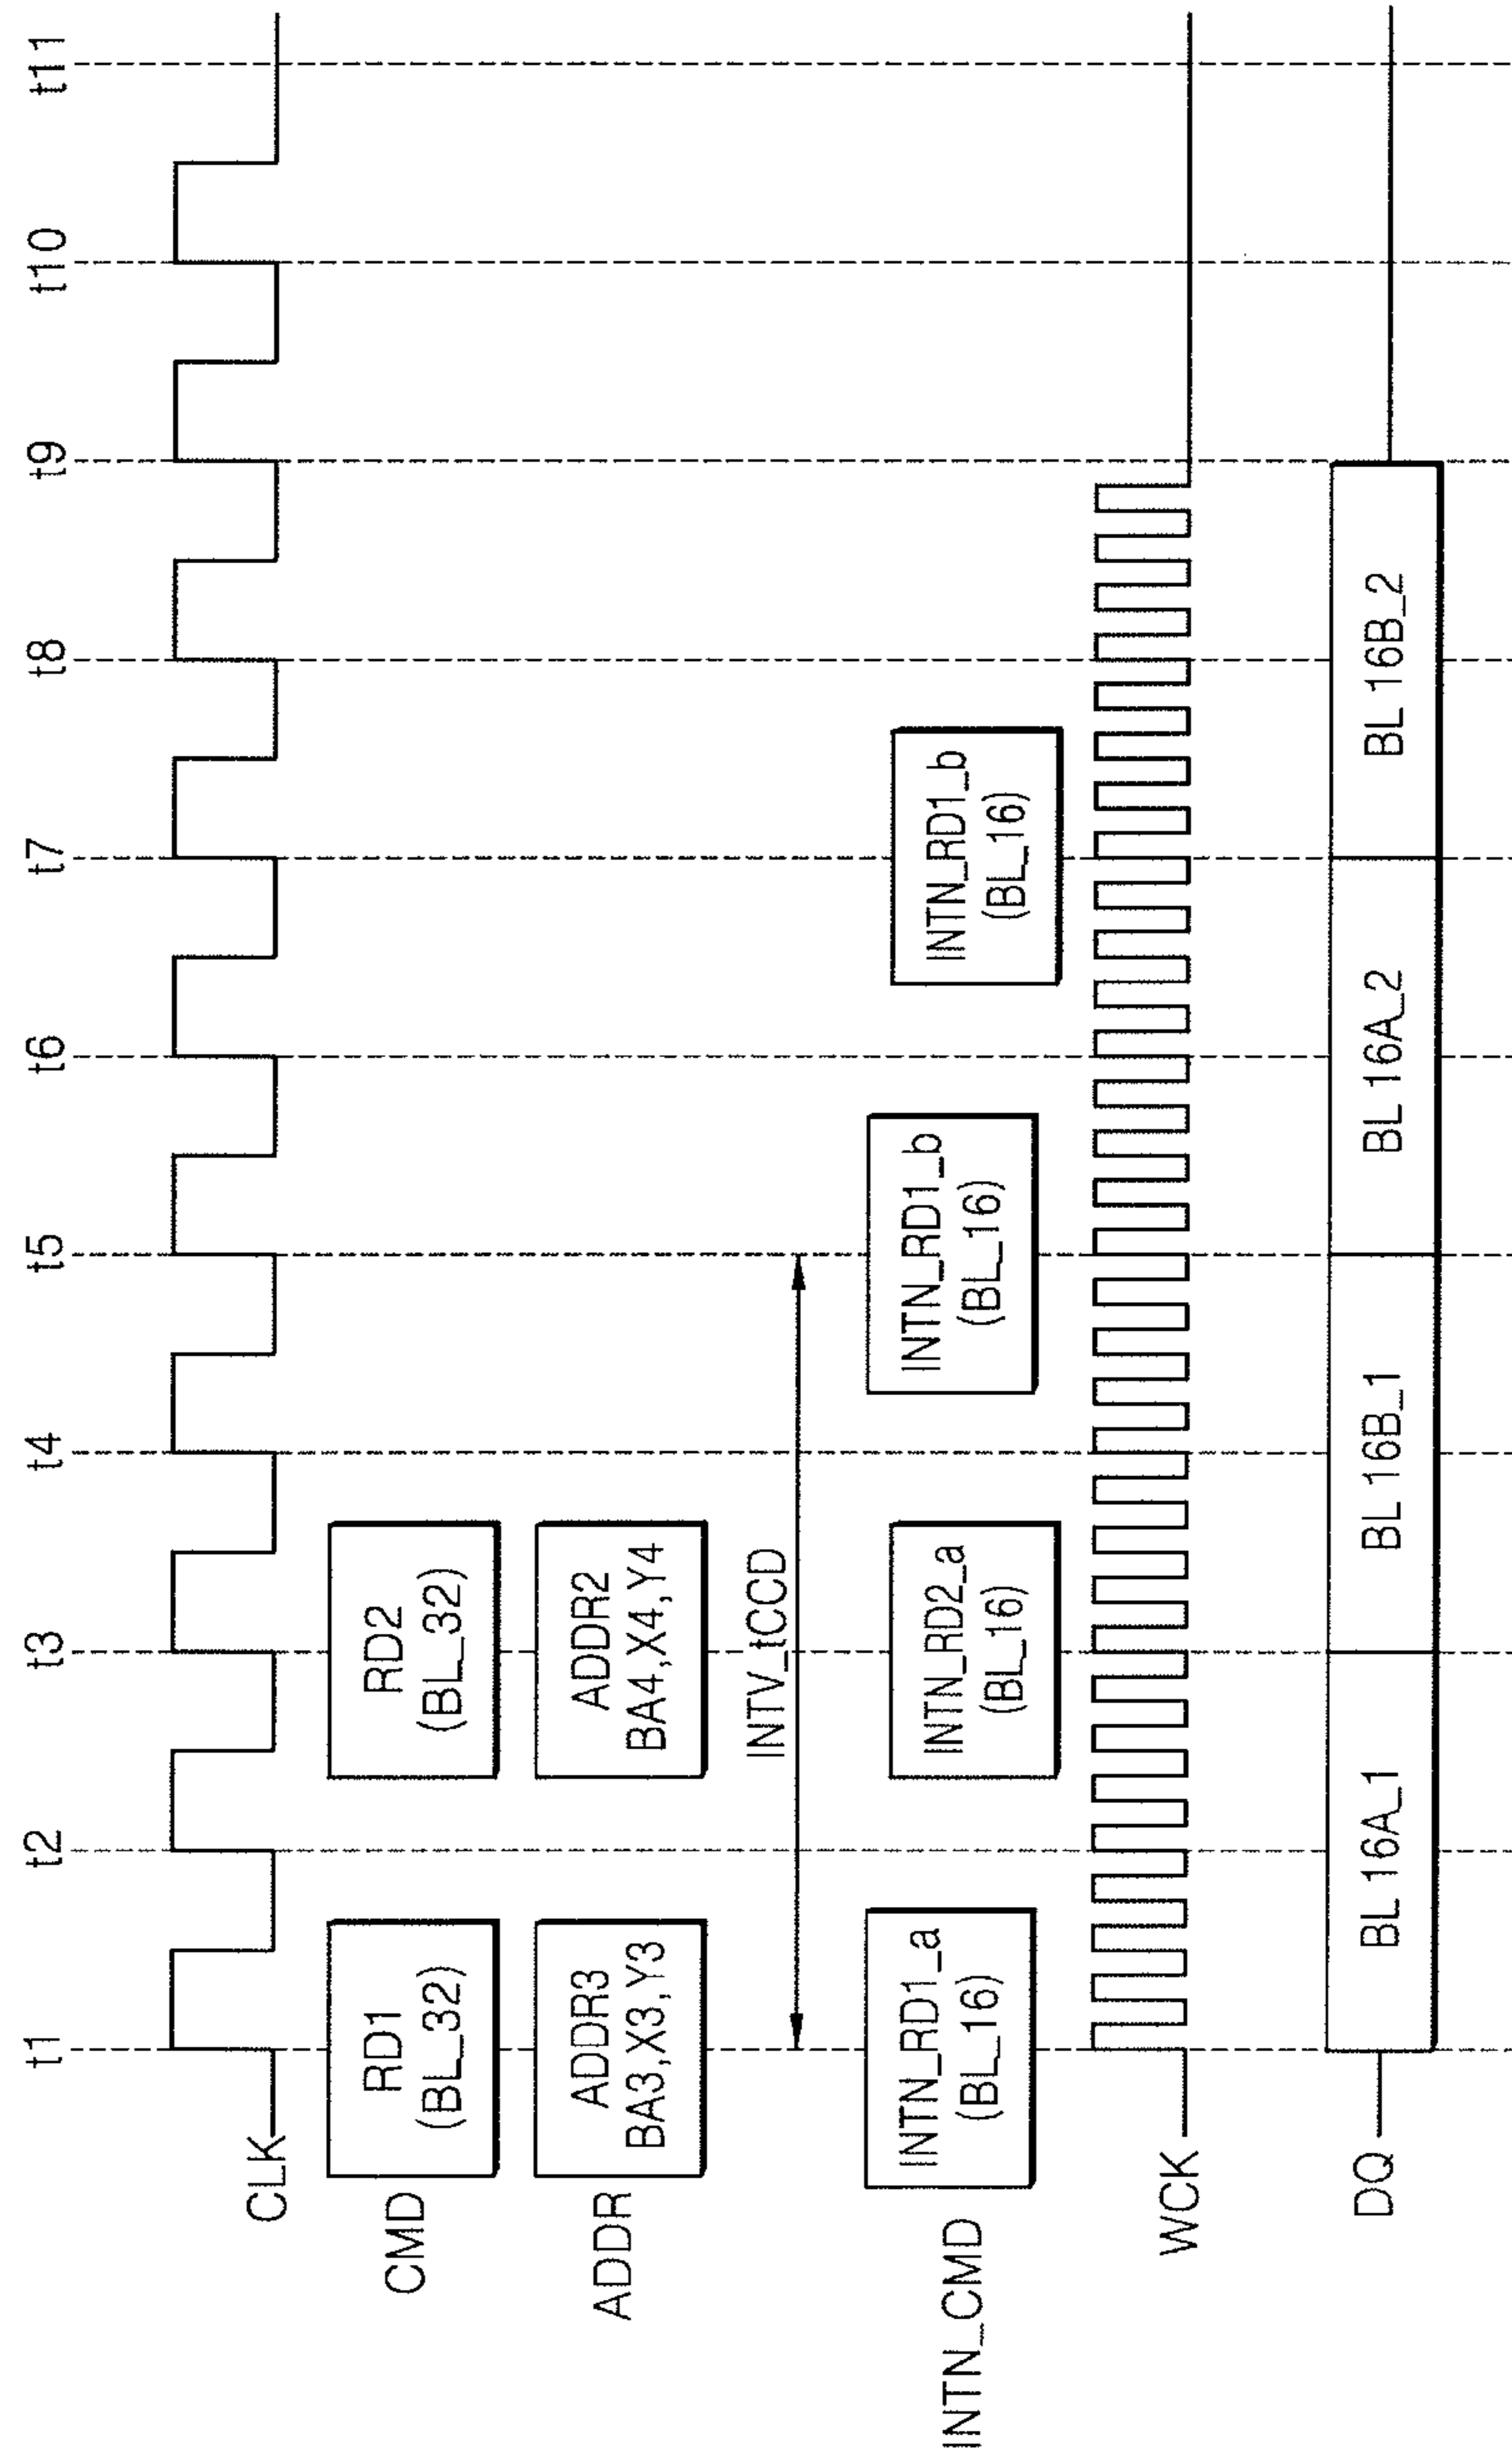 t1 t2 t3 t4 t5 t6 t7 t8 t9 t10 t11
CLK
CMD
RD1
(BL_32)
RD2
(BL_32)
ADDR
ADDR3
BA3,X3,Y3
ADDR2
BA4,X4,Y4
INTV_tCCD
INTN_CMD
INTN_RD1_a
(BL_16)
INTN_RD2_a
(BL_16)
INTN_RD1_b
(BL_16)
INTN_RD1_b
(BL_16)
WCK
DQ
BL 16A_1
BL 16B_1
BL 16A_2
BL 16B_2